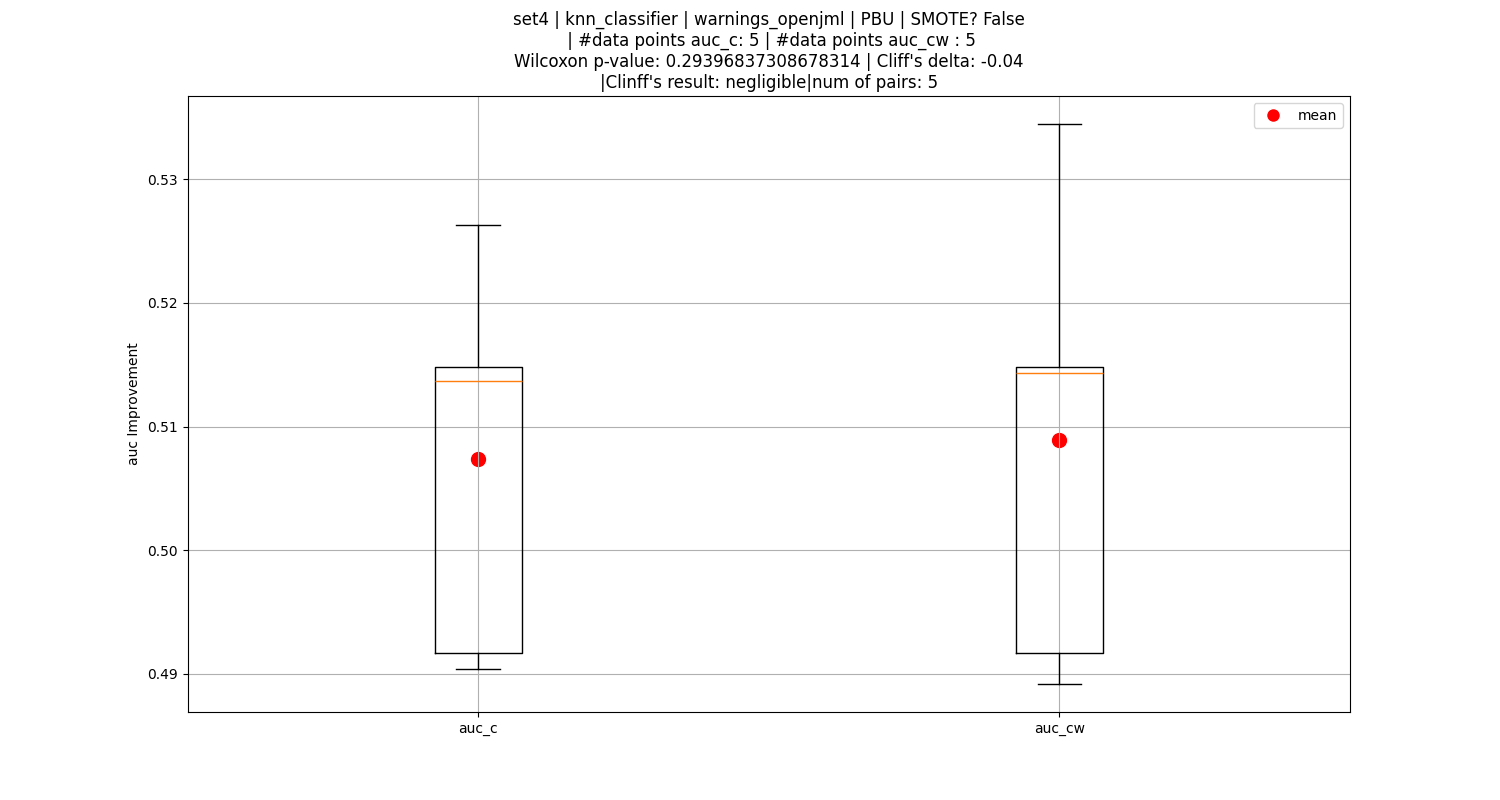 set4 | knn_classifier | warnings_openjml | PBU | SMOTE? False
| #data points auc_c: 5 | #data points auc_cw : 5
Wilcoxon p-value: 0.29396837308678314 | Cliff's delta: -0.04
|Clinff's result: negligible|num of pairs: 5
mean
0.53
0.52
0.51
0.50
0.49
auc Improvement
auc_c
auc_cw